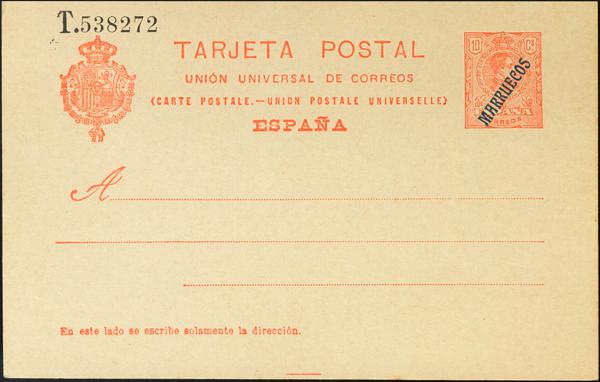 T.538272
TARJETA POSTAL
UNIÓN UNIVERSAL DE CORREOS
(CARTE POSTALE.—UNION POSTALE UNIVERSELLE)
ESPAÑA
10 Cs
MARRUECOS
A
En este lado se escribe solamente la dirección.